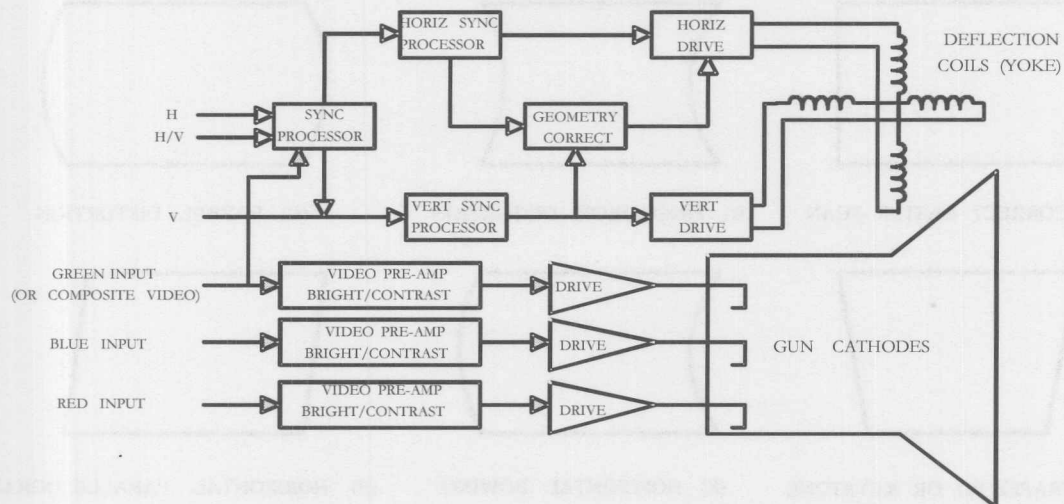 HORIZ SYNC
PROCESSOR
HORIZ
DRIVE
DEFLECTION
COILS (YOKE)
H
H/V
SYNC
PROCESSOR
GEOMETRY
CORRECT
V
VERT SYNC
PROCESSOR
VERT
DRIVE
GREEN INPUT
(OR COMPOSITE VIDEO)
VIDEO PRE-AMP
BRIGHT/CONTRAST
DRIVE
BLUE INPUT
VIDEO PRE-AMP
BRIGHT/CONTRAST
DRIVE
GUN CATHODES
RED INPUT
VIDEO PRE-AMP
BRIGHT/CONTRAST
DRIVE